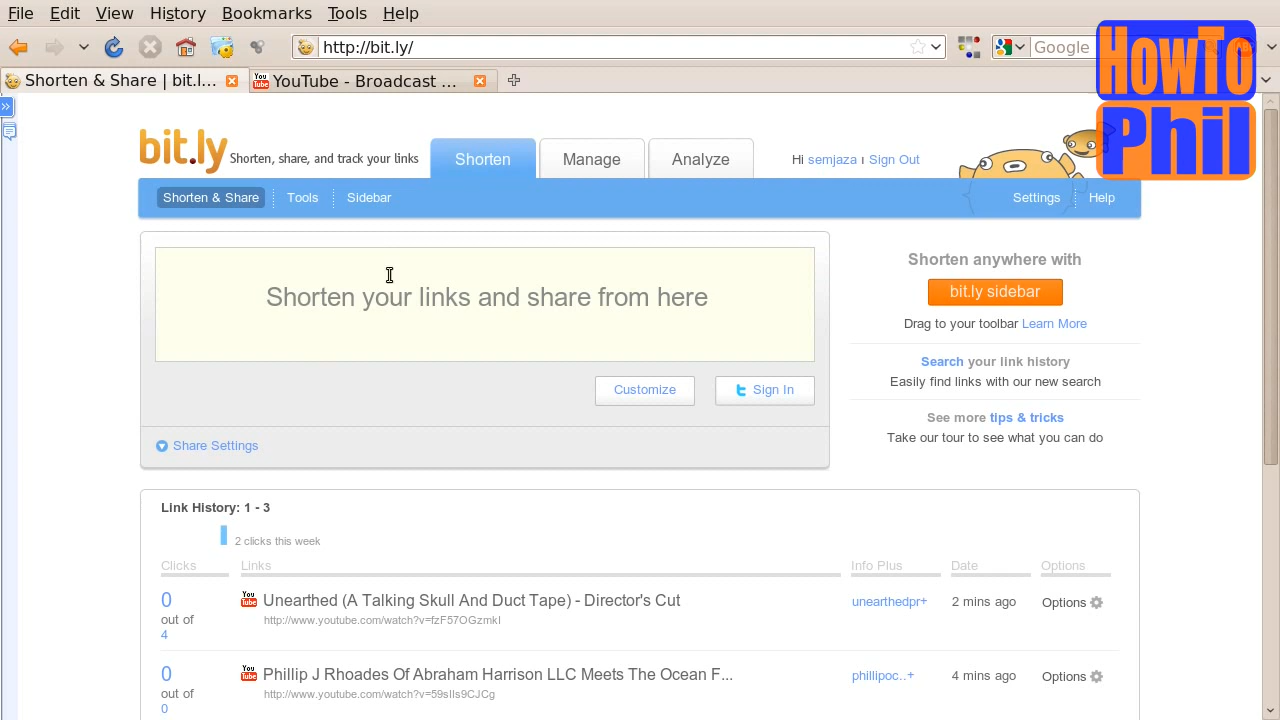 File Edit View History Bookmarks Tools Help
http://bit.ly/
Google
HowTo
Phil
Shorten & Share | bit.l...
YouTube - Broadcast ...
bit.ly Shorten, share, and track your links
Shorten Manage Analyze
Hi semjaza | Sign Out
Shorten & Share Tools Sidebar Settings Help
Shorten your links and share from here
Customize Sign In
Share Settings
Shorten anywhere with
bit.ly sidebar
Drag to your toolbar Learn More
Search your link history
Easily find links with our new search
See more tips & tricks
Take our tour to see what you can do
Link History: 1 - 3
2 clicks this week
Clicks Links Info Plus Date Options
0 You Tube Unearthed (A Talking Skull And Duct Tape) - Director's Cut unearthedpr+ 2 mins ago Options
out of http://www.youtube.com/watch?v=fzF57OGzmkI
4
0 You Tube Phillip J Rhoades Of Abraham Harrison LLC Meets The Ocean F... phillipoc..+ 4 mins ago Options
out of http://www.youtube.com/watch?v=59sIIs9CJCg
0